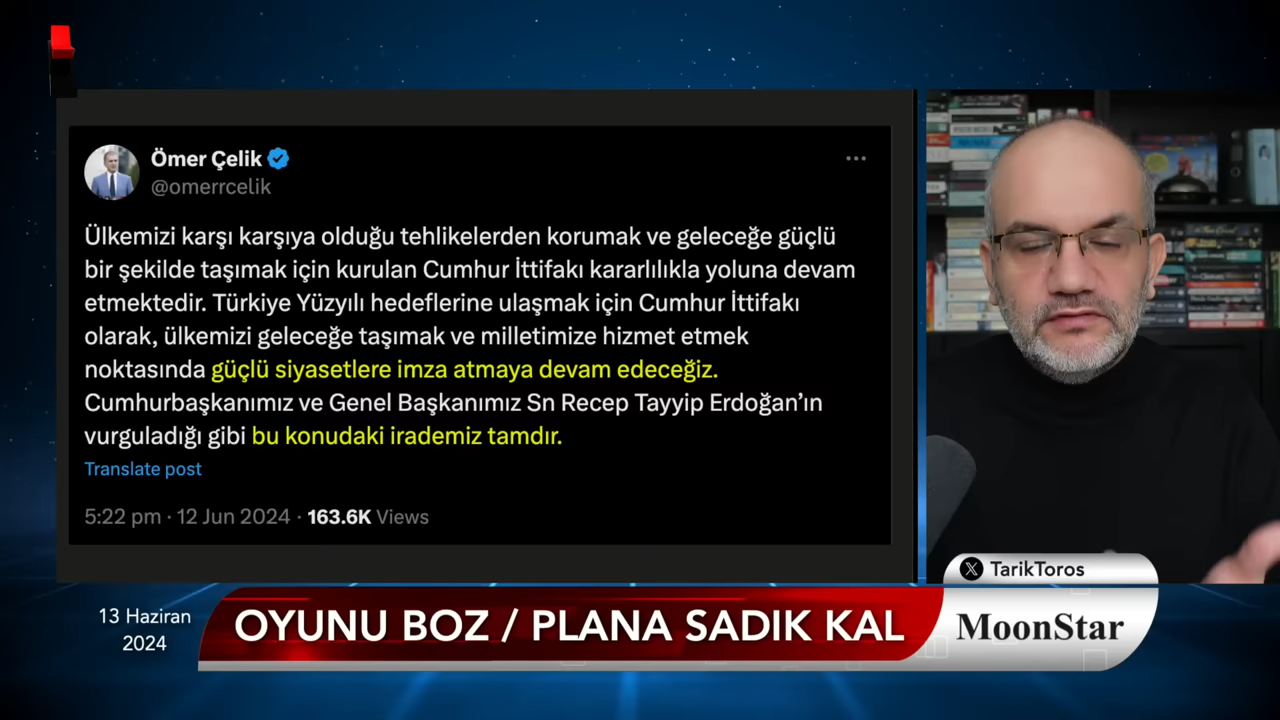 Ömer Çelik
@omerrcelik
Ülkemizi karşı karşıya olduğu tehlikelerden korumak ve geleceğe güçlü
bir şekilde taşımak için kurulan Cumhur İttifakı kararlılıkla yoluna devam
etmektedir. Türkiye Yüzyılı hedeflerine ulaşmak için Cumhur İttifakı
olarak, ülkemizi geleceğe taşımak ve milletimize hizmet etmek
noktasında güçlü siyasetlere imza atmaya devam edeceğiz.
Cumhurbaşkanımız ve Genel Başkanımız Sn Recep Tayyip Erdoğan’ın
vurguladığı gibi bu konudaki irademiz tamdır.
Translate post
5:22 pm · 12 Jun 2024 · 163.6K Views
X TarikToros
13 Haziran
2024
OYUNU BOZ / PLANA SADIK KAL
MoonStar